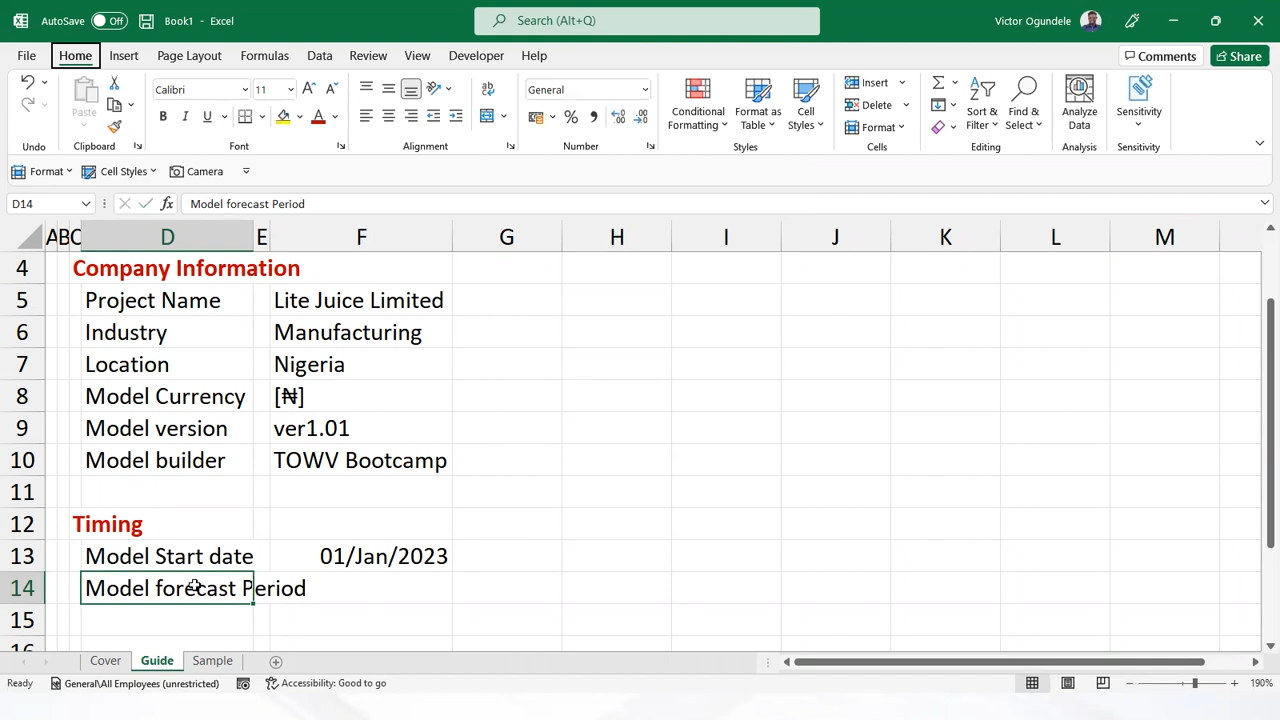 AutoSave Off Book1 - Excel Search (Alt+Q) Victor Ogundele
File Home Insert Page Layout Formulas Data Review View Developer Help Comments Share
Paste Calibri 11 General Conditional Formatting Format as Table Cell Styles Insert Delete Format Sort & Filter Find & Select Analyze Data Sensitivity
B I U A
Undo Clipboard Font Alignment Number Styles Cells Editing Analysis Sensitivity
Format Cell Styles Camera
D14 fx Model forecast Period
A B C D E F G H I J K L M
4 Company Information
5 Project Name Lite Juice Limited
6 Industry Manufacturing
7 Location Nigeria
8 Model Currency [₦]
9 Model version ver1.01
10 Model builder TOWV Bootcamp
11
12 Timing
13 Model Start date 01/Jan/2023
14 Model forecast Period
15
16
Cover Guide Sample
Ready General\All Employees (unrestricted) Accessibility: Good to go 190%